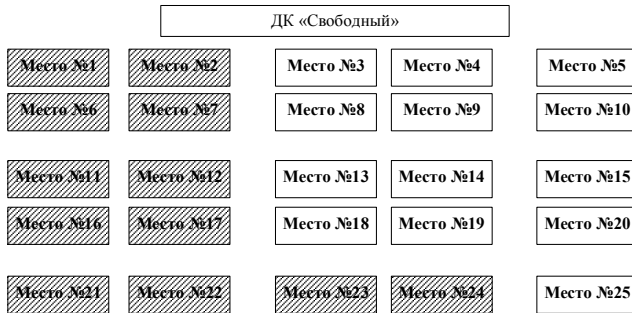 ДК «Свободный»
Место №1 Место №2 Место №3 Место №4 Место №5
Место №6 Место №7 Место №8 Место №9 Место №10
Место №11 Место №12 Место №13 Место №14 Место №15
Место №16 Место №17 Место №18 Место №19 Место №20
Место №21 Место №22 Место №23 Место №24 Место №25